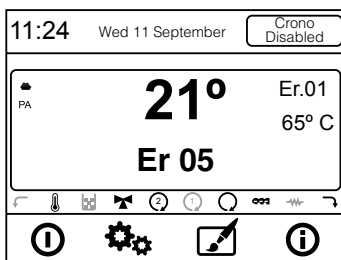 11:24
Wed 11 September
Crono
Disabled
PA
21º
Er.01
65º C
Er 05
2
1